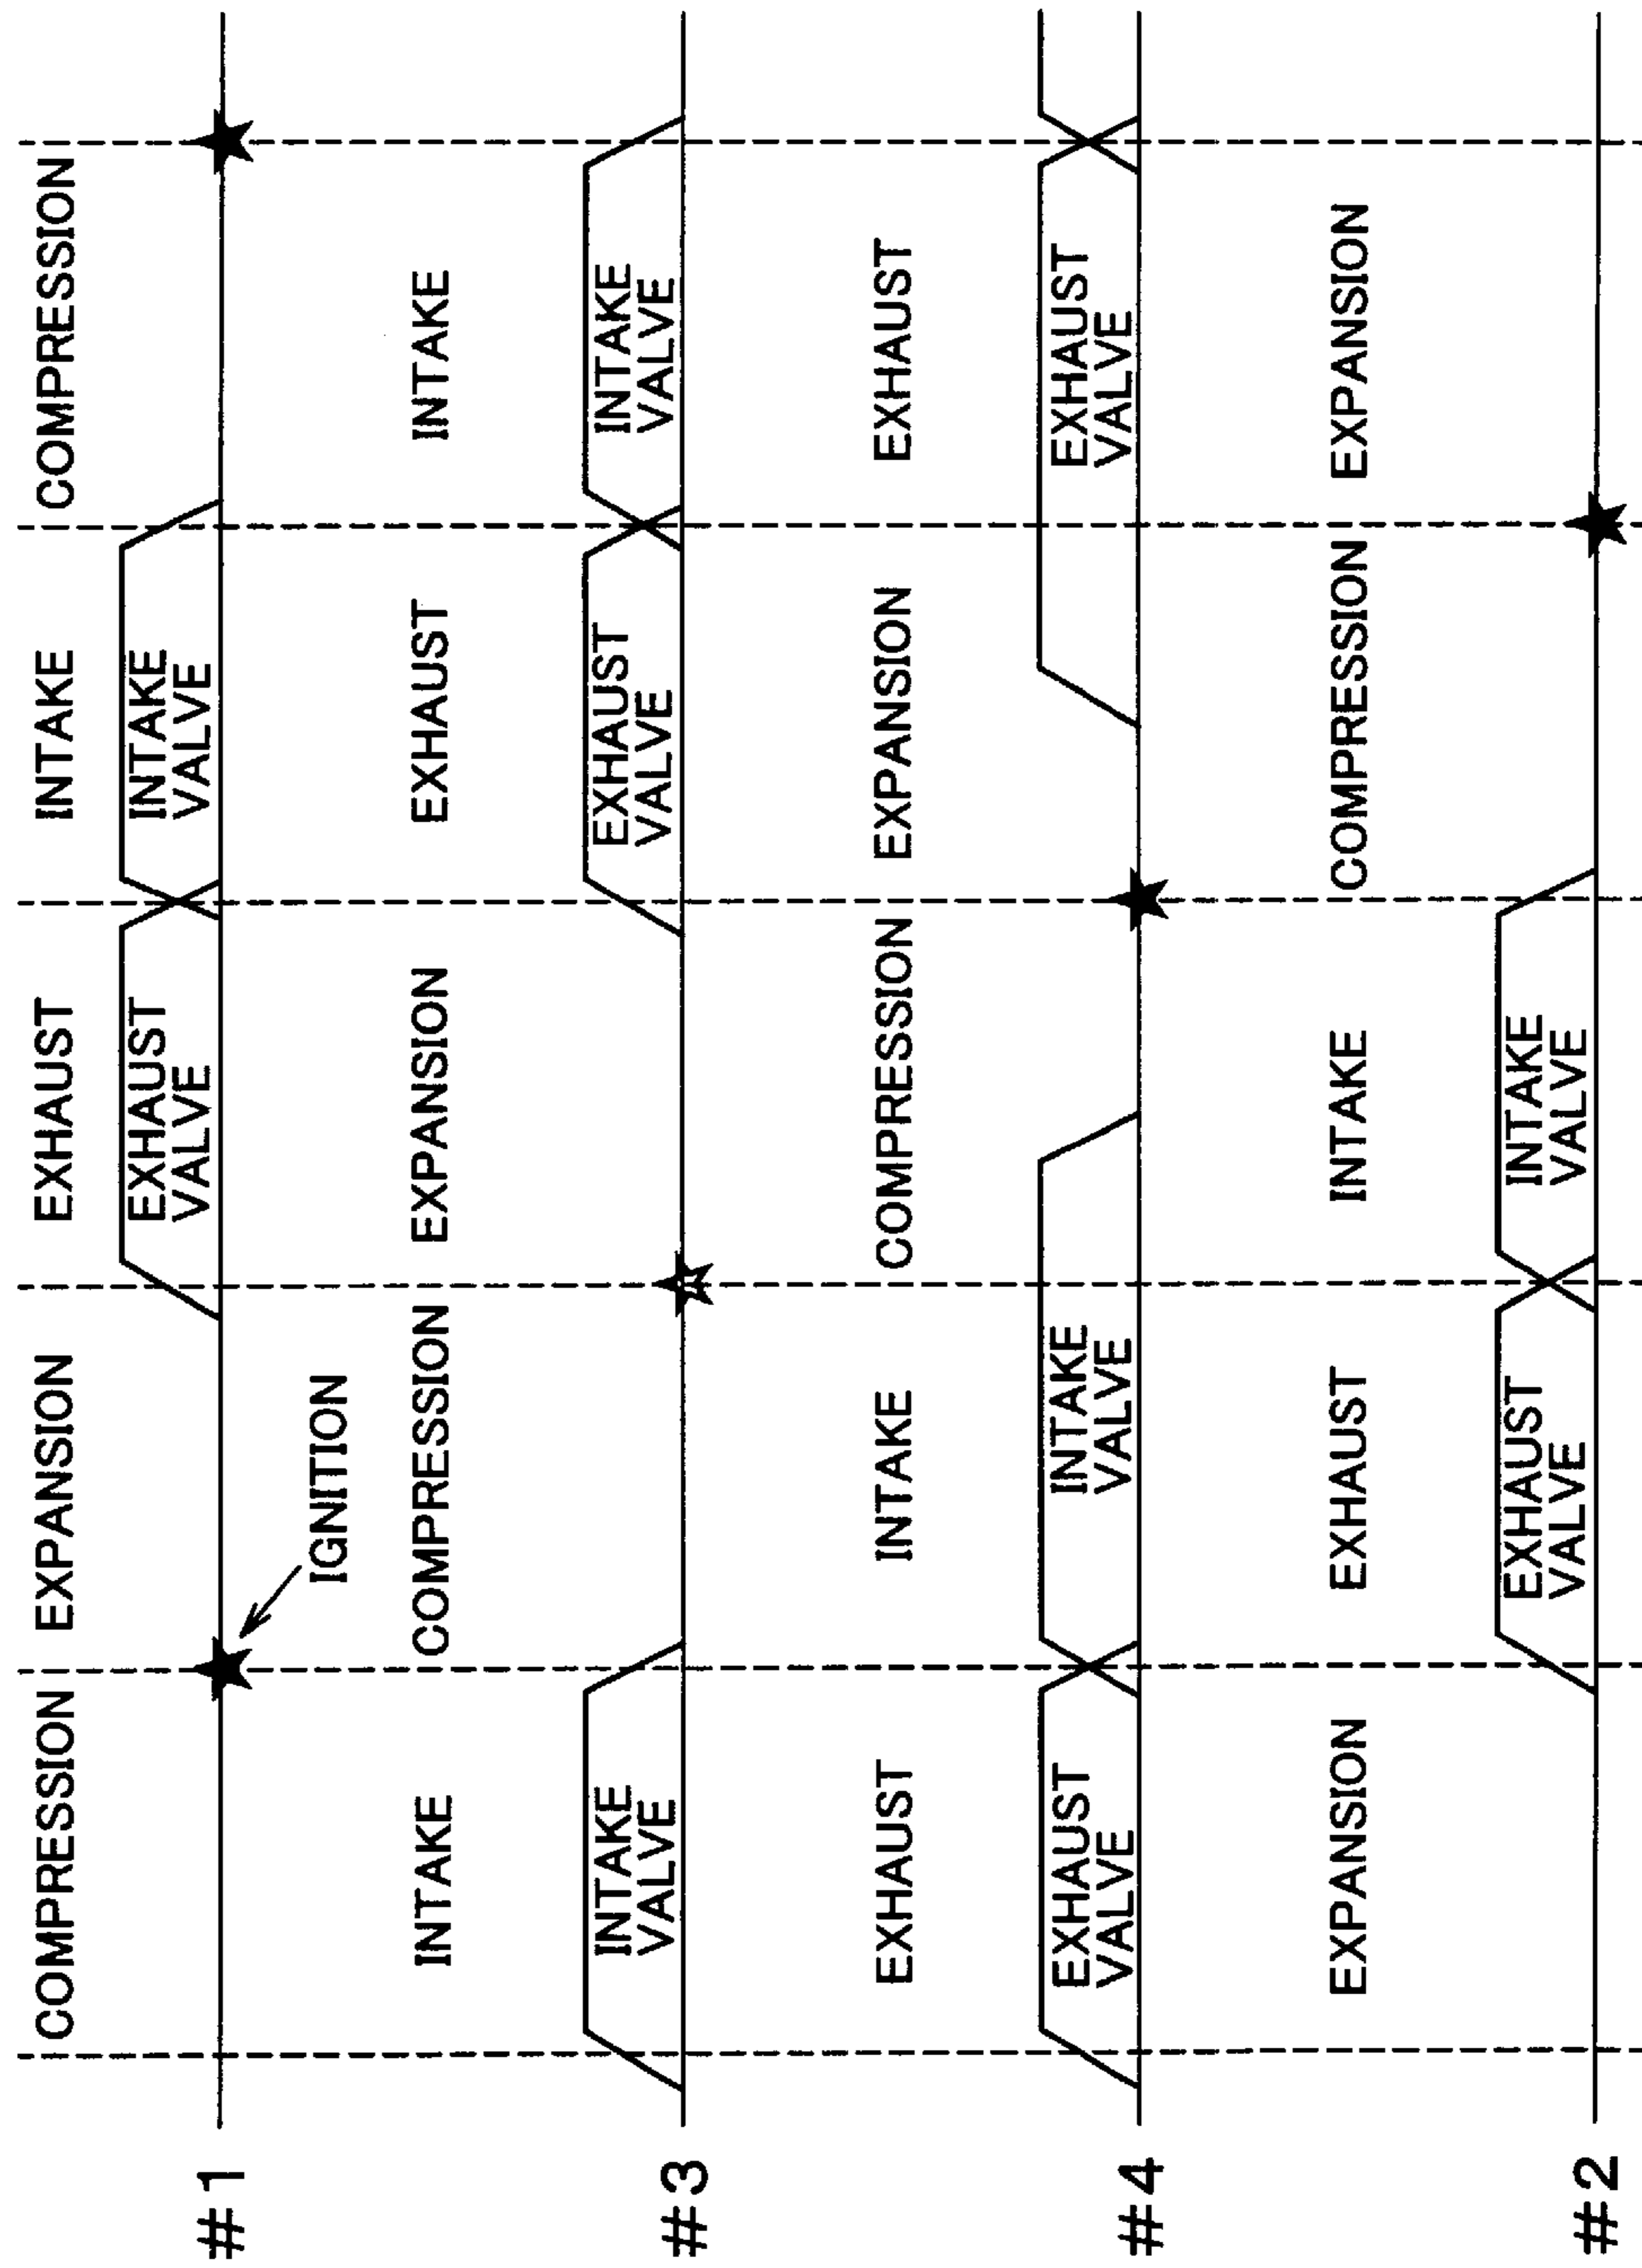 COMPRESSION EXPANSION EXHAUST INTAKE COMPRESSION
EXHAUST INTAKE
VALVE VALVE
#1
IGNITION
INTAKE COMPRESSION EXPANSION EXHAUST INTAKE
INTAKE EXHAUST INTAKE
VALVE VALVE VALVE
#3
EXHAUST INTAKE COMPRESSION EXPANSION EXHAUST
EXHAUST INTAKE EXHAUST
VALVE VALVE VALVE
#4
EXPANSION EXHAUST INTAKE COMPRESSION EXPANSION
EXHAUST INTAKE
VALVE VALVE
#2